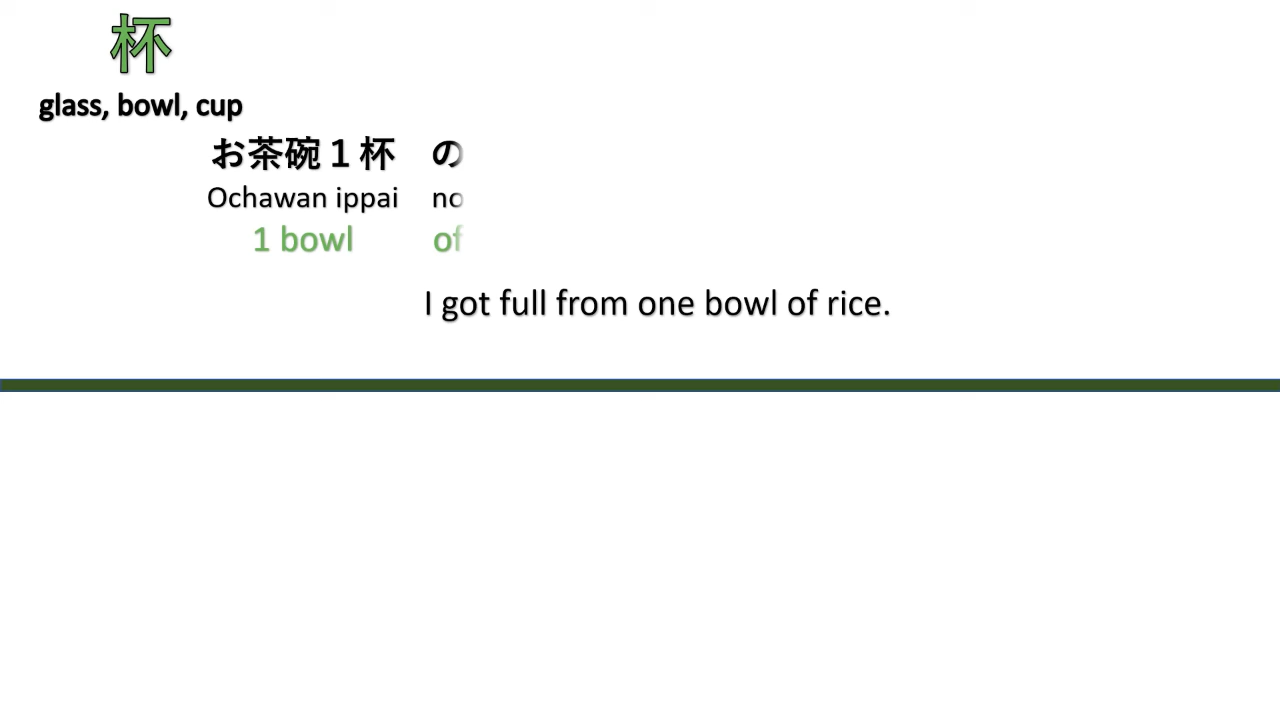 杯
glass, bowl, cup
お茶碗１杯 の
Ochawan ippai no
1 bowl of
I got full from one bowl of rice.